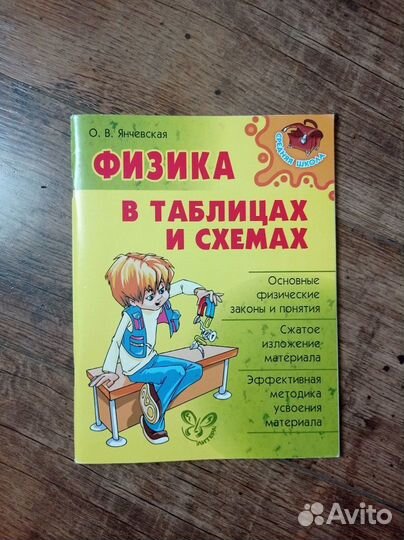 О. В. Янчевская
СРЕДНЯЯ ШКОЛА
ФИЗИКА
В ТАБЛИЦАХ
И СХЕМАХ
Основные
физические
законы и понятия
Сжатое
изложение
материала
Эффективная
методика
усвоения
материала
ЛИТЕРА
Avito